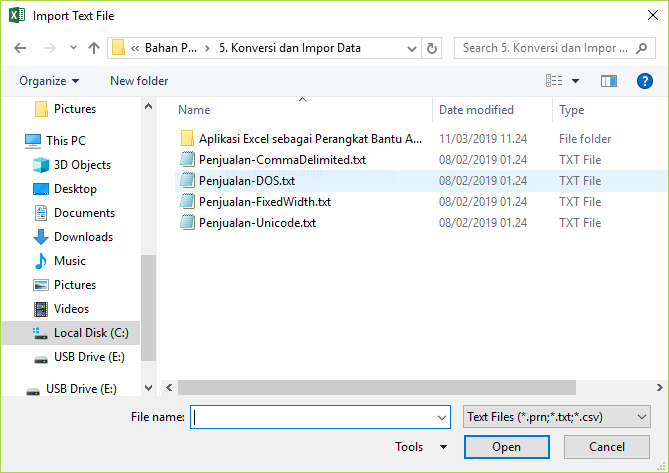 Import Text File
« Bahan P... > 5. Konversi dan Impor Data
Search 5. Konversi dan Impor ...
Organize
New folder
?
Name
Date modified
Type
Pictures
This PC
3D Objects
Desktop
Documents
Downloads
Music
Pictures
Videos
Local Disk (C:)
USB Drive (E:)
USB Drive (E:)
Aplikasi Excel sebagai Perangkat Bantu A... 11/03/2019 11.24 File folder
Penjualan-CommaDelimited.txt 08/02/2019 01.24 TXT File
Penjualan-DOS.txt 08/02/2019 01.24 TXT File
Penjualan-FixedWidth.txt 08/02/2019 01.24 TXT File
Penjualan-Unicode.txt 08/02/2019 01.24 TXT File
File name:
Text Files (*.prn;*.txt;*.csv)
Tools
Open
Cancel